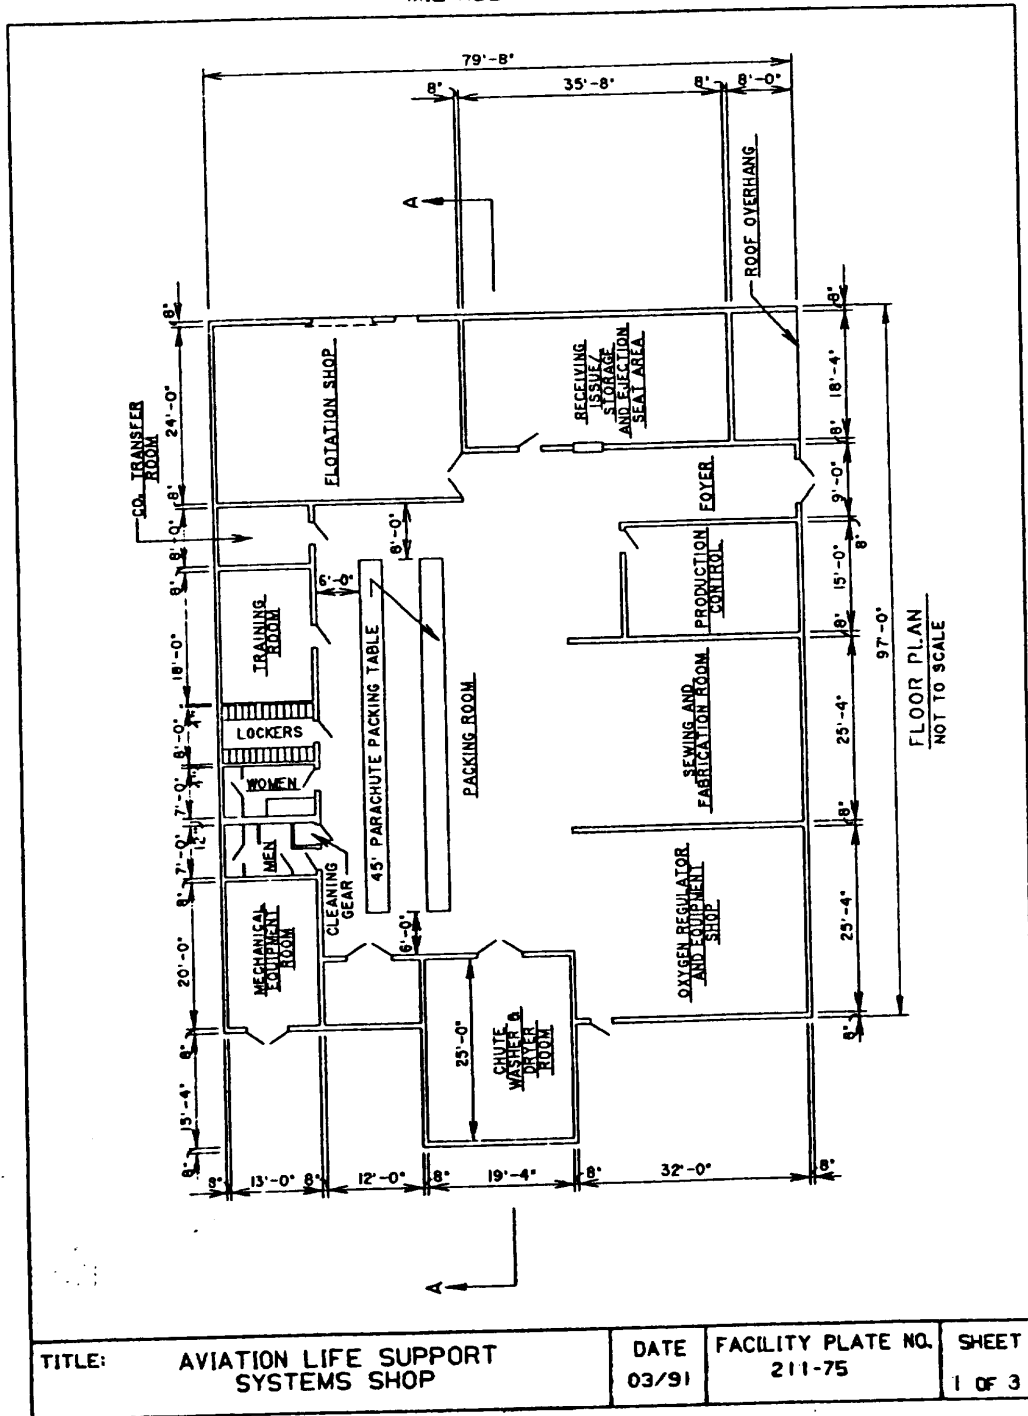 79'-8"
8"
35'-8"
8"
8'-0"
A
ROOF OVERHANG
8"
8"
CO₂ TRANSFER
ROOM
24'-0"
FLOTATION SHOP
RECEIVING
ISSUE/
STORAGE
AND EJECTION
SEAT AREA
18'-4"
8"
8"
8'-0"
8'-0"
FOYER
9'-0"
8"
8"
6'-0"
PRODUCTION
CONTROL
15'-0"
8"
TRAINING
ROOM
18'-0"
45' PARACHUTE PACKING TABLE
PACKING ROOM
SEWING AND
FABRICATION ROOM
25'-4"
97'-0"
FLOOR PLAN
NOT TO SCALE
LOCKERS
WOMEN
7'-0"
8"
12"
7'-0"
MEN
CLEANING
GEAR
8"
MECHANICAL
EQUIPMENT
ROOM
20'-0"
6'-0"
OXYGEN REGULATOR
AND EQUIPMENT
SHOP
25'-4"
8"
8"
25'-0"
CHUTE
WASHER &
DRYER
ROOM
15'-4"
8"
8"
13'-0"
8"
12'-0"
8"
19'-4"
8"
32'-0"
8"
A
TITLE:
AVIATION LIFE SUPPORT
SYSTEMS SHOP
DATE
03/91
FACILITY PLATE NO.
211-75
SHEET
1 OF 3